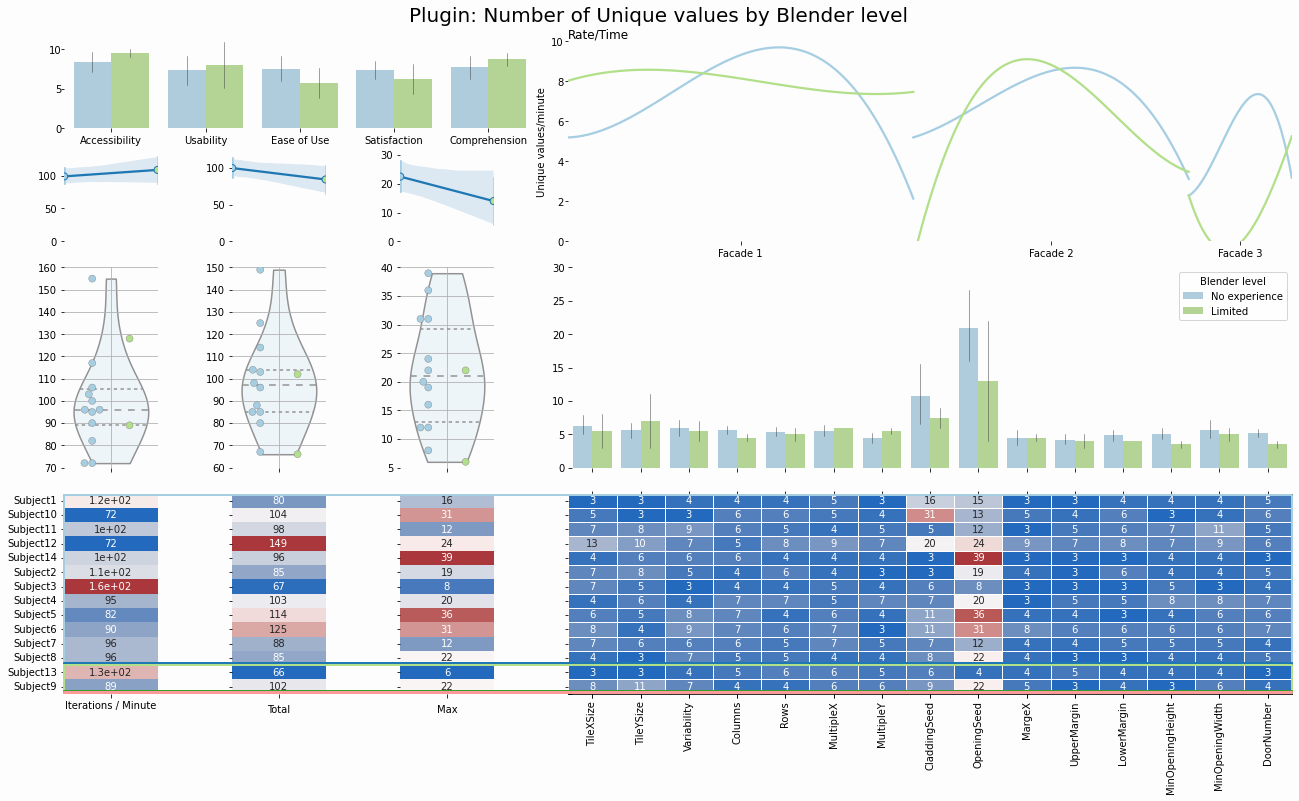 Plugin: Number of Unique values by Blender level
10
5
0
Accessibility Usability Ease of Use Satisfaction Comprehension
Rate/Time
Unique values/minute
10
8
6
4
2
0
Facade 1 Facade 2 Facade 3
100
50
0
100
50
0
30
20
10
0
160
150
140
130
120
110
100
90
80
70
150
140
130
120
110
100
90
80
70
60
40
35
30
25
20
15
10
5
30
25
20
15
10
5
0
Blender level
No experience
Limited
Subject1 1.2e+02 80 16 3 3 4 4 4 5 3 16 15 3 3 4 4 4 5
Subject10 72 104 31 5 3 3 6 6 5 4 31 13 5 4 6 3 4 6
Subject11 1e+02 98 12 7 8 9 6 5 4 5 5 12 3 5 6 7 11 5
Subject12 72 149 24 13 10 7 5 8 9 7 20 24 9 7 8 7 9 6
Subject14 1e+02 96 39 4 6 6 6 4 4 4 3 39 3 3 3 4 4 3
Subject2 1.1e+02 85 19 7 8 5 4 6 4 3 3 19 4 3 6 4 4 5
Subject3 1.6e+02 67 8 7 5 3 4 4 5 4 6 8 3 3 3 5 3 4
Subject4 95 103 20 4 6 4 7 7 5 7 7 20 3 5 5 8 8 7
Subject5 82 114 36 6 5 8 7 4 6 4 11 36 4 4 3 4 6 6
Subject6 90 125 31 8 4 9 7 6 7 3 11 31 8 6 6 6 6 7
Subject7 96 88 12 7 6 6 6 5 7 5 7 12 4 4 5 5 5 4
Subject8 96 85 22 4 3 7 5 5 4 4 8 22 4 3 3 4 4 5
Subject13 1.3e+02 66 6 3 3 4 5 6 6 5 6 4 4 5 4 4 4 3
Subject9 89 102 22 8 11 7 4 4 6 6 9 22 5 3 4 3 6 4
Iterations / Minute Total Max
TileXSize
TileYSize
Variability
Columns
Rows
MultipleX
MultipleY
CladdingSeed
OpeningSeed
MargeX
UpperMargin
LowerMargin
MinOpeningHeight
MinOpeningWidth
DoorNumber